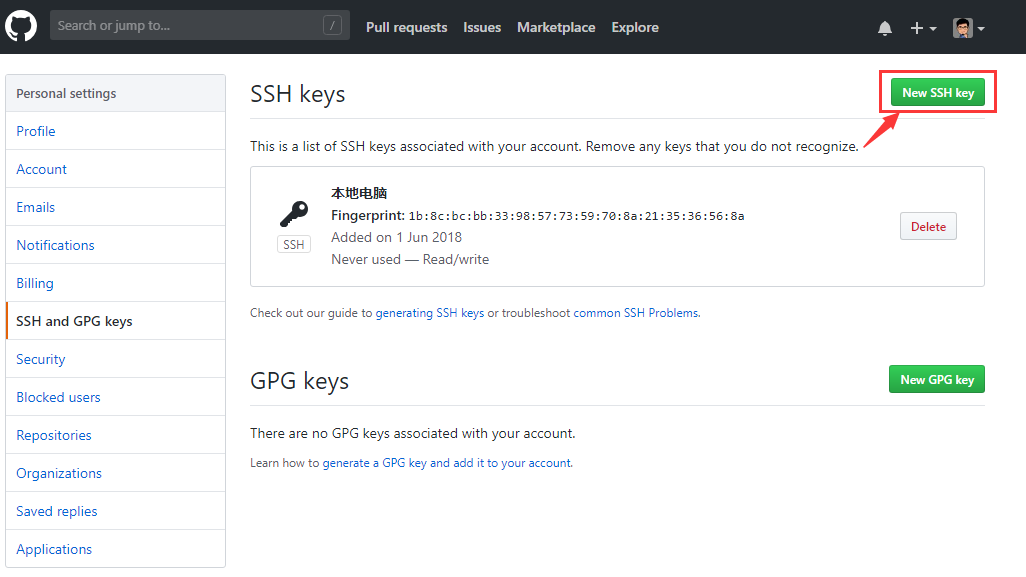 Search or jump to... /
Pull requests Issues Marketplace Explore
Personal settings
Profile
Account
Emails
Notifications
Billing
SSH and GPG keys
Security
Blocked users
Repositories
Organizations
Saved replies
Applications
SSH keys
New SSH key
This is a list of SSH keys associated with your account. Remove any keys that you do not recognize.
本地电脑
Fingerprint: 1b:8c:bc:bb:33:98:57:73:59:70:8a:21:35:36:56:8a
SSH
Added on 1 Jun 2018
Never used — Read/write
Delete
Check out our guide to generating SSH keys or troubleshoot common SSH Problems.
GPG keys
New GPG key
There are no GPG keys associated with your account.
Learn how to generate a GPG key and add it to your account.